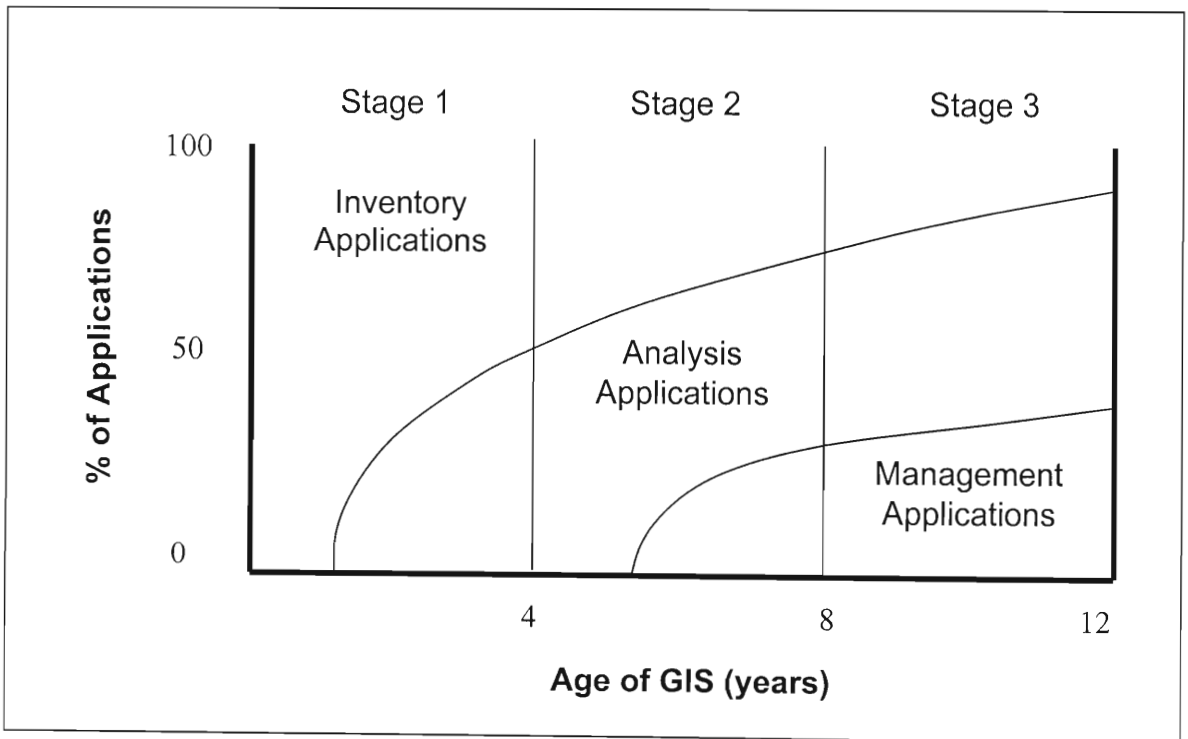 Stage 1
Stage 2
Stage 3
100
50
0
% of Applications
Inventory
Applications
Analysis
Applications
Management
Applications
4
8
12
Age of GIS (years)